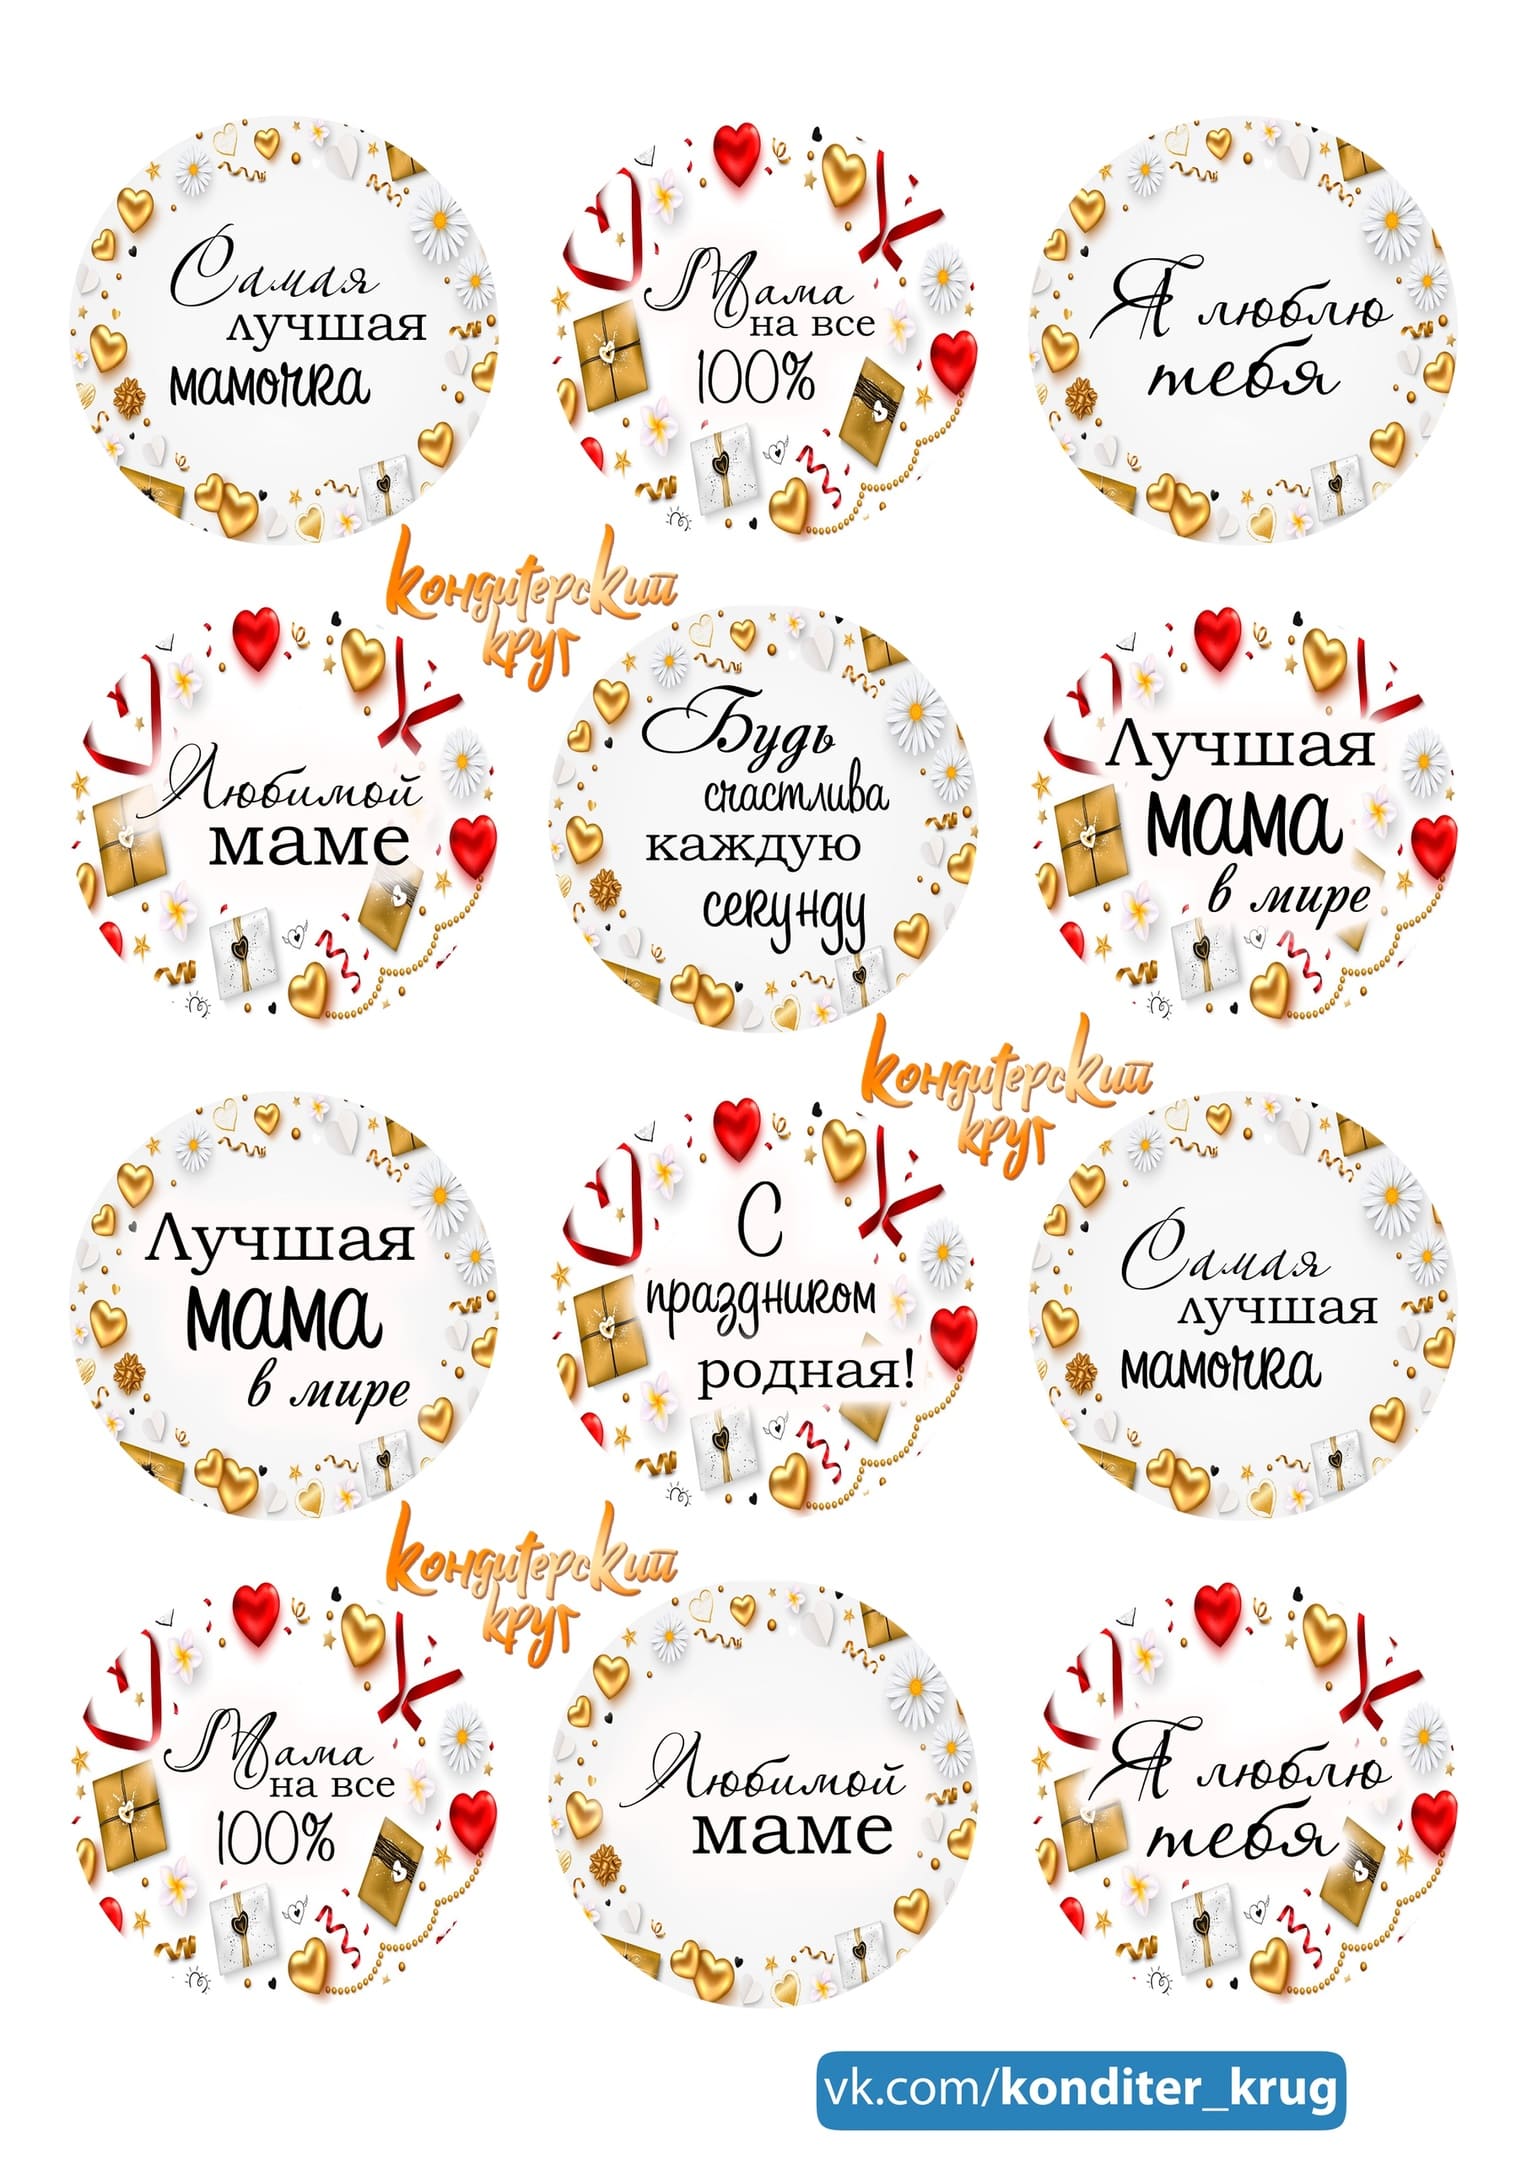 Самая
лучшая
мамочка
Мама
на все
100%
Я люблю
тебя
кондитерский
круг
Любимой
маме
Будь
счастлива
каждую
секунду
Лучшая
мама
в мире
кондитерский
круг
Лучшая
мама
в мире
С
праздником
родная!
Самая
лучшая
мамочка
кондитерский
круг
Мама
на все
100%
Любимой
маме
Я люблю
тебя
vk.com/konditer_krug